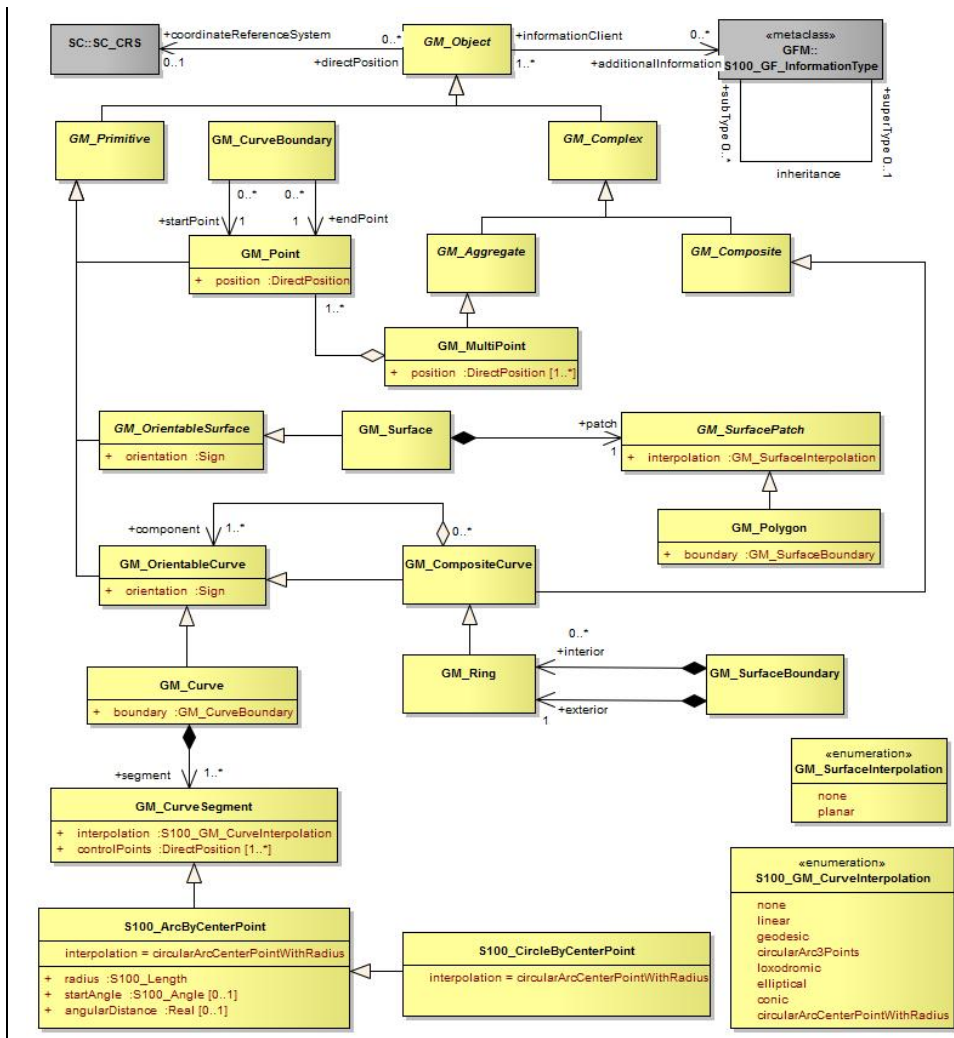 SC::SC_CRS
+coordinateReferenceSystem
0..1
0..*
+directPosition
GM_Object
+informationClient
1..*
0..*
+additionalInformation
«metaclass»
GFM::
S100_GF_InformationType
+subType 0..*
+superType 0..1
inheritance
GM_Primitive
GM_CurveBoundary
GM_Complex
0..*
0..*
+startPoint
1
1
+endPoint
GM_Point
+ position :DirectPosition
1..*
GM_Aggregate
GM_Composite
GM_MultiPoint
+ position :DirectPosition [1..*]
GM_OrientableSurface
+ orientation :Sign
GM_Surface
+patch
1
GM_SurfacePatch
+ interpolation :GM_SurfaceInterpolation
GM_Polygon
+ boundary :GM_SurfaceBoundary
+component
1..*
0..*
GM_OrientableCurve
+ orientation :Sign
GM_CompositeCurve
0..*
+interior
GM_Ring
1
+exterior
GM_SurfaceBoundary
GM_Curve
+ boundary :GM_CurveBoundary
+segment
1..*
GM_CurveSegment
+ interpolation :S100_GM_CurveInterpolation
+ controlPoints :DirectPosition [1..*]
«enumeration»
GM_SurfaceInterpolation
none
planar
S100_ArcByCenterPoint
interpolation = circularArcCenterPointWithRadius
+ radius :S100_Length
+ startAngle :S100_Angle [0..1]
+ angularDistance :Real [0..1]
S100_CircleByCenterPoint
interpolation = circularArcCenterPointWithRadius
«enumeration»
S100_GM_CurveInterpolation
none
linear
geodesic
circularArc3Points
loxodromic
elliptical
conic
circularArcCenterPointWithRadius